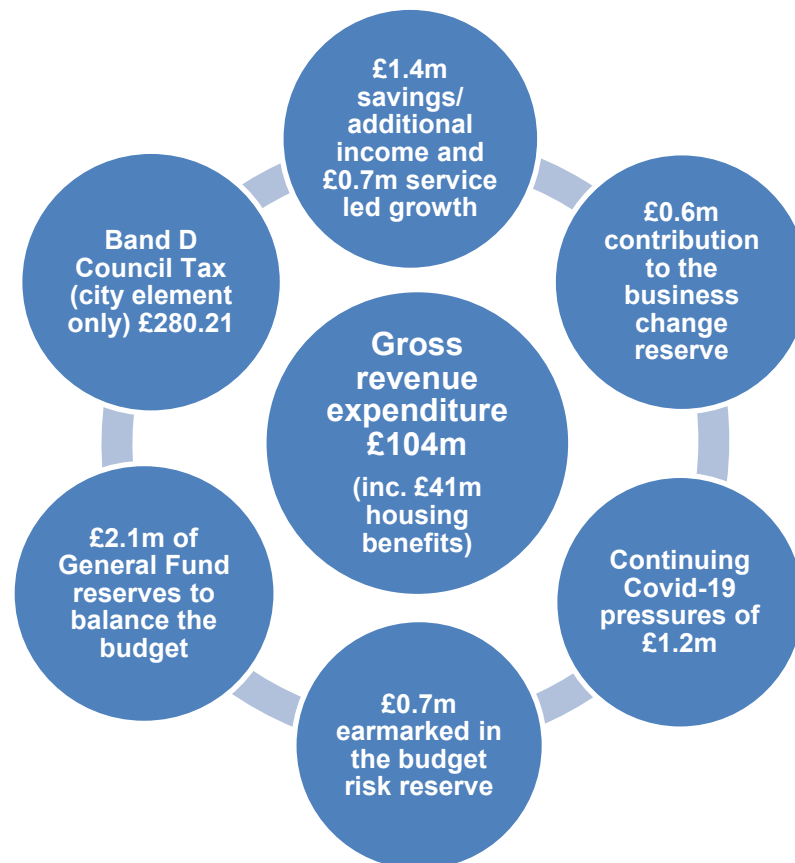 £1.4m
savings/
additional
income and
£0.7m service
led growth
£0.6m
contribution
to the
business
change
reserve
Continuing
Covid-19
pressures of
£1.2m
£0.7m
earmarked in
the budget
risk reserve
£2.1m of
General Fund
reserves to
balance the
budget
Band D
Council Tax
(city element
only) £280.21
Gross
revenue
expenditure
£104m
(inc. £41m
housing
benefits)